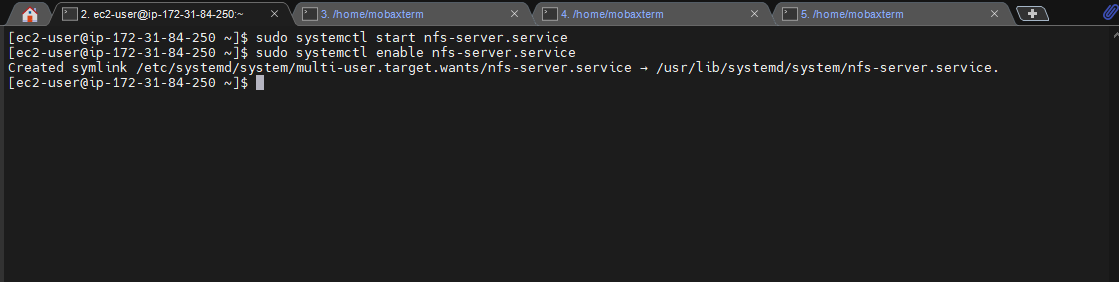 2. ec2-user@ip-172-31-84-250:~
3. /home/mobaxterm
4. /home/mobaxterm
5. /home/mobaxterm
[ec2-user@ip-172-31-84-250 ~]$ sudo systemctl start nfs-server.service
[ec2-user@ip-172-31-84-250 ~]$ sudo systemctl enable nfs-server.service
Created symlink /etc/systemd/system/multi-user.target.wants/nfs-server.service → /usr/lib/systemd/system/nfs-server.service.
[ec2-user@ip-172-31-84-250 ~]$